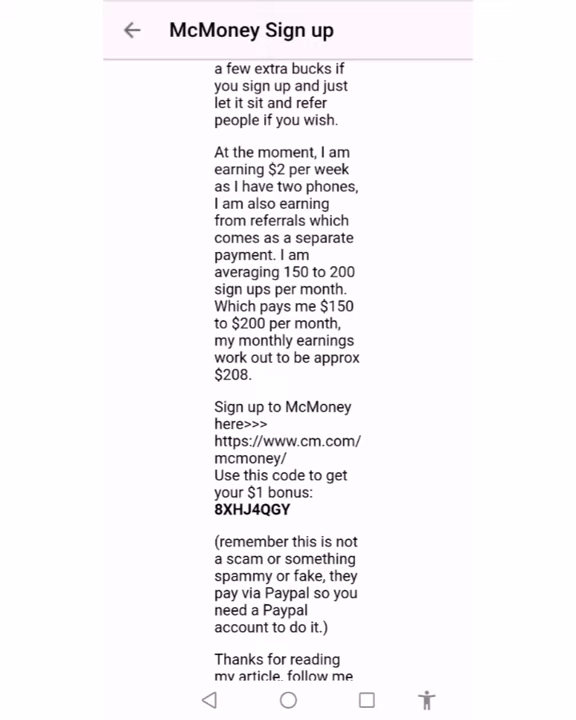 McMoney Sign up
a few extra bucks if
you sign up and just
let it sit and refer
people if you wish.
At the moment, I am
earning $2 per week
as I have two phones,
I am also earning
from referrals which
comes as a separate
payment. I am
averaging 150 to 200
sign ups per month.
Which pays me $150
to $200 per month,
my monthly earnings
work out to be approx
$208.
Sign up to McMoney
here>>>
https://www.cm.com/
mcmoney/
Use this code to get
your $1 bonus:
8XHJ4QGY
(remember this is not
a scam or something
spammy or fake, they
pay via Paypal so you
need a Paypal
account to do it.)
Thanks for reading
my article, follow me